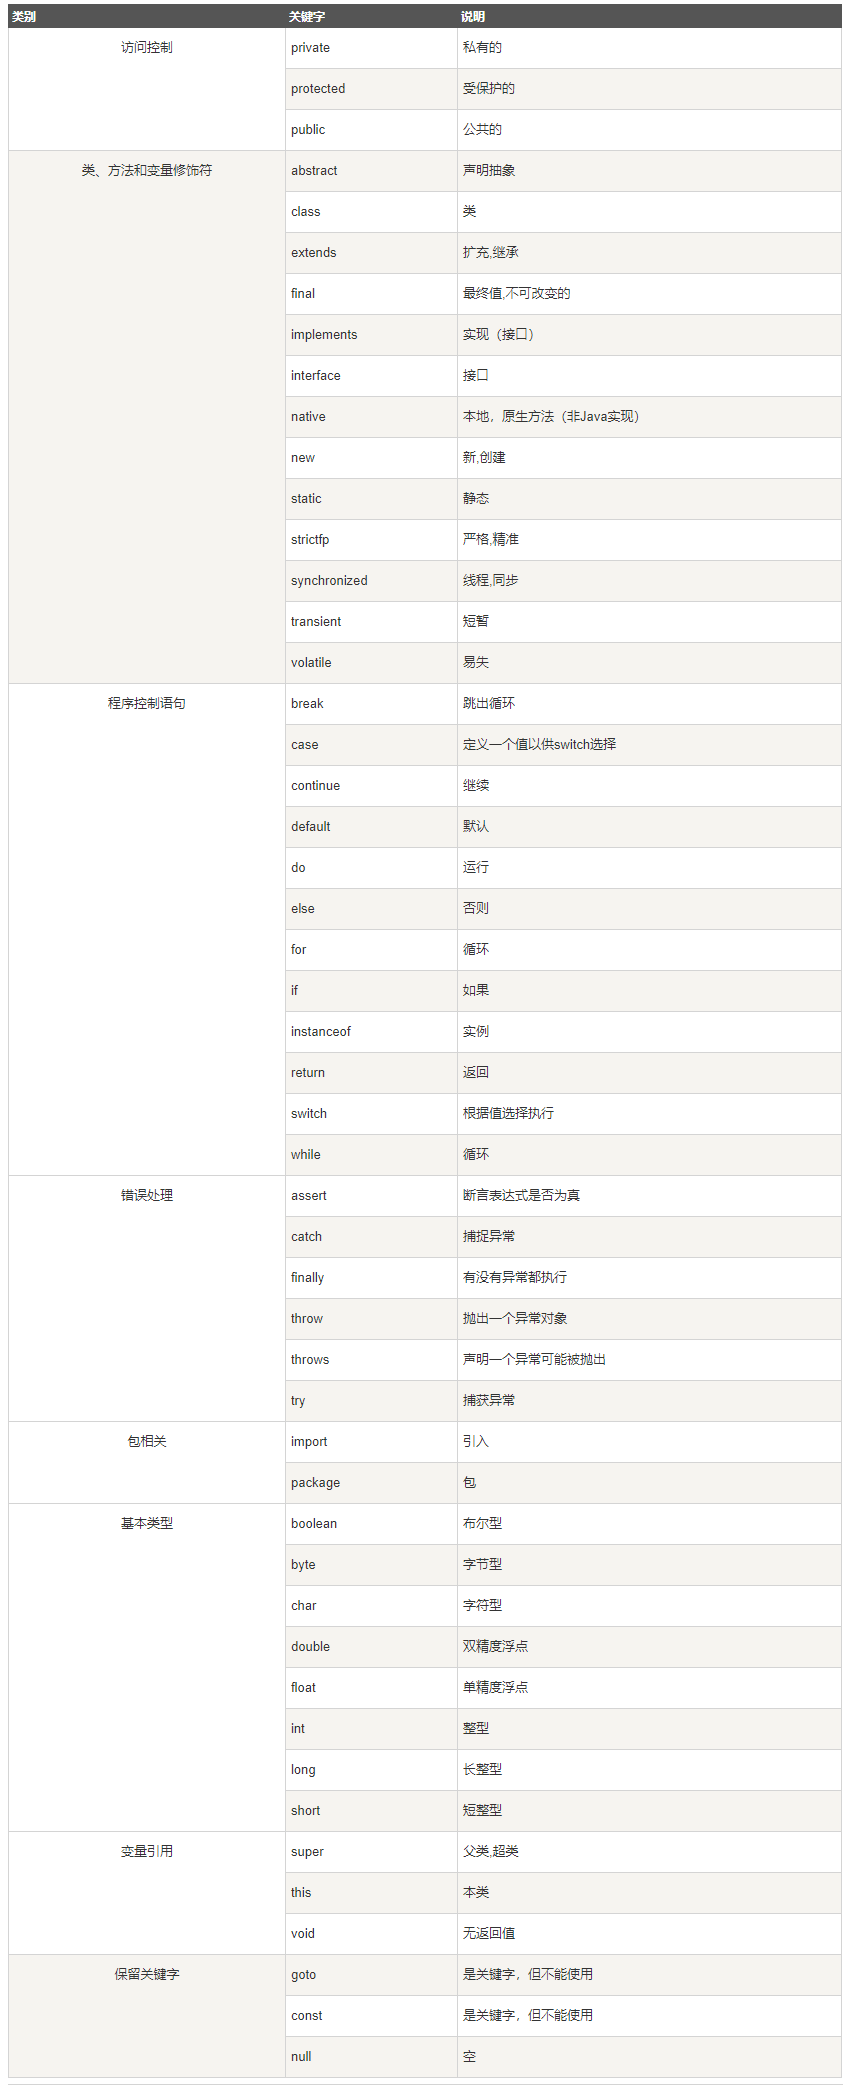 类别 关键字 说明
访问控制 private 私有的
protected 受保护的
public 公共的
类、方法和变量修饰符 abstract 声明抽象
class 类
extends 扩充,继承
final 最终值,不可改变的
implements 实现（接口）
interface 接口
native 本地，原生方法（非Java实现）
new 新,创建
static 静态
strictfp 严格,精准
synchronized 线程,同步
transient 短暂
volatile 易失
程序控制语句 break 跳出循环
case 定义一个值以供switch选择
continue 继续
default 默认
do 运行
else 否则
for 循环
if 如果
instanceof 实例
return 返回
switch 根据值选择执行
while 循环
错误处理 assert 断言表达式是否为真
catch 捕捉异常
finally 有没有异常都执行
throw 抛出一个异常对象
throws 声明一个异常可能被抛出
try 捕获异常
包相关 import 引入
package 包
基本类型 boolean 布尔型
byte 字节型
char 字符型
double 双精度浮点
float 单精度浮点
int 整型
long 长整型
short 短整型
变量引用 super 父类,超类
this 本类
void 无返回值
保留关键字 goto 是关键字，但不能使用
const 是关键字，但不能使用
null 空